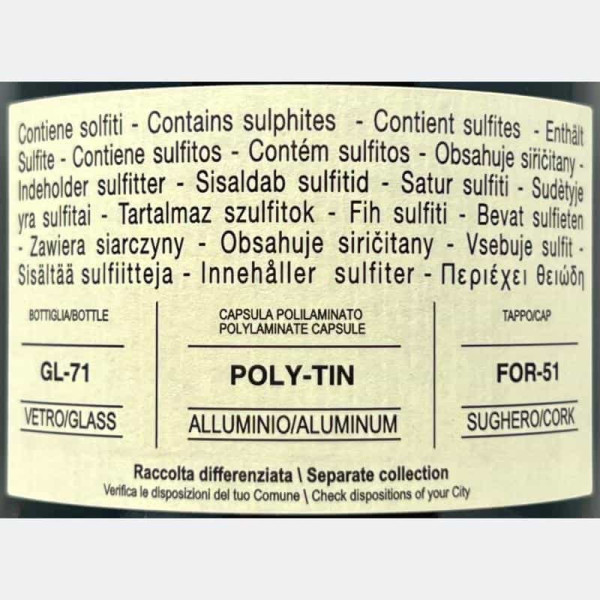 Contiene solfiti - Contains sulphites - Contient sulfites - Enthält
Sulfite - Contiene sulfitos - Contém sulfitos - Obsahuje siřičitany -
Indeholder sulfitter - Sisaldab sulfitid - Satur sulfiti - Sudėtyje
yra sulfitai - Tartalmaz szulfitok - Fih sulfiti - Bevat sulfieten
- Zawiera siarczyny - Obsahuje siričitany - Vsebuje sulfit -
Sisältää sulfiitteja - Innehåller sulfiter - Περιέχει θειώδη
BOTTIGLIA/BOTTLE
GL-71
VETRO/GLASS
CAPSULA POLILAMINATO
POLYLAMINATE CAPSULE
POLY-TIN
ALLUMINIO/ALUMINUM
TAPPO/CAP
FOR-51
SUGHERO/CORK
Raccolta differenziata \ Separate collection
Verifica le disposizioni del tuo Comune \ Check dispositions of your City